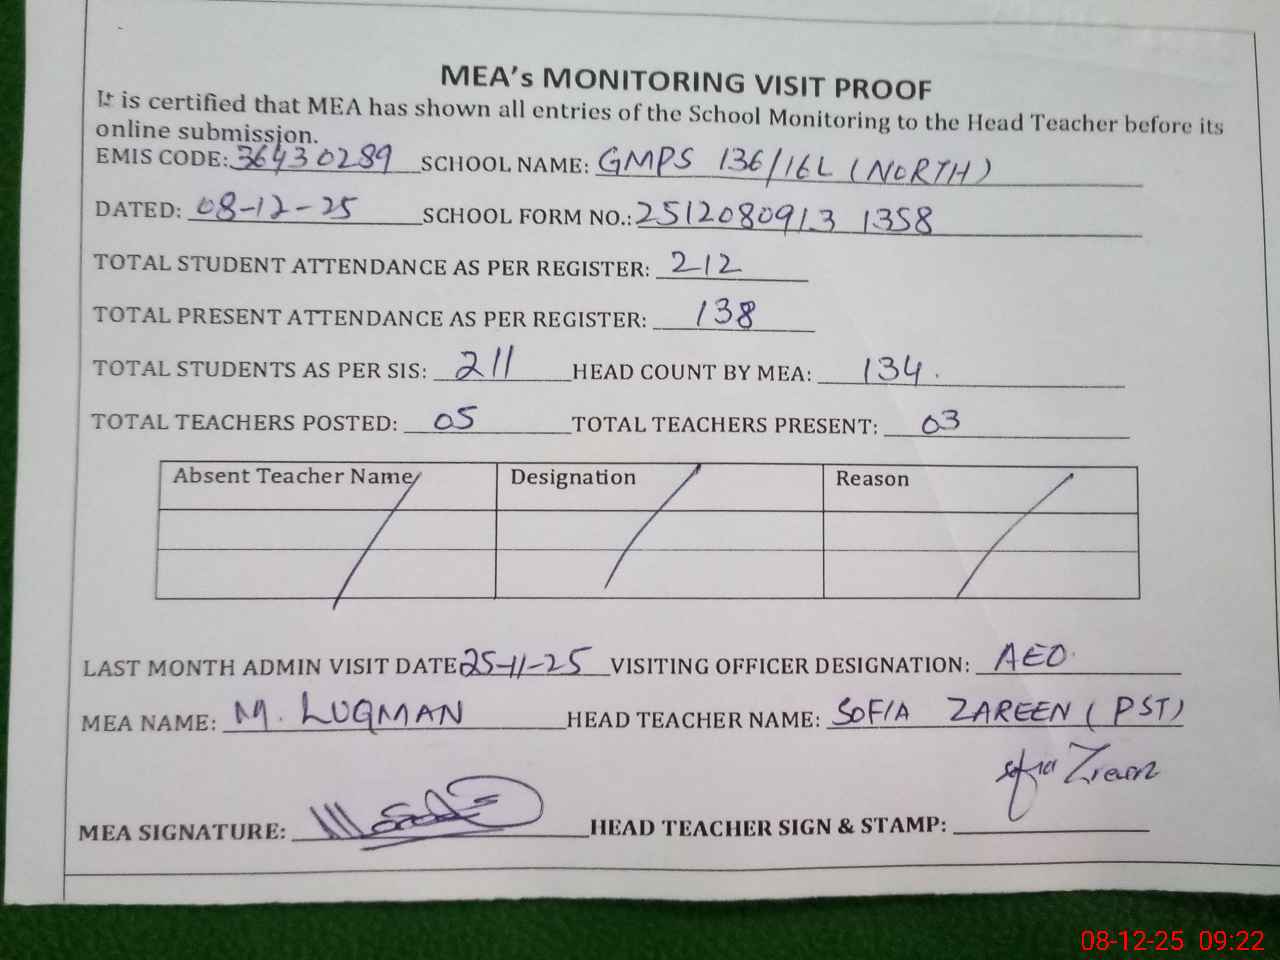 MEA's MONITORING VISIT PROOF
It is certified that MEA has shown all entries of the School Monitoring to the Head Teacher before its
online submission.
EMIS CODE: 36430289 SCHOOL NAME: GMPS 136/16L (NORTH)
DATED: 08-12-25 SCHOOL FORM NO.: 2512080913 1358
TOTAL STUDENT ATTENDANCE AS PER REGISTER: 212
TOTAL PRESENT ATTENDANCE AS PER REGISTER: 138
TOTAL STUDENTS AS PER SIS: 211 HEAD COUNT BY MEA: 134.
TOTAL TEACHERS POSTED: 05 TOTAL TEACHERS PRESENT: 03
Absent Teacher Name Designation Reason
LAST MONTH ADMIN VISIT DATE 25-11-25 VISITING OFFICER DESIGNATION: AEO.
MEA NAME: M. LUQMAN HEAD TEACHER NAME: SOFIA ZAREEN (PST)
MEA SIGNATURE: HEAD TEACHER SIGN & STAMP:
08-12-25 09:22